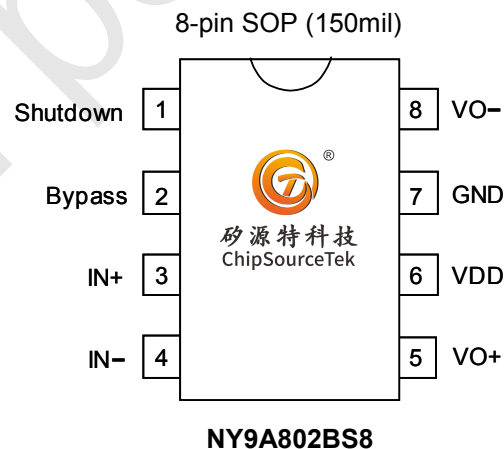 8-pin SOP (150mil)
Shutdown 1
8 VO–
Bypass 2
7 GND
®
矽源特科技
ChipSourceTek
IN+ 3
6 VDD
IN– 4
5 VO+
NY9A802BS8